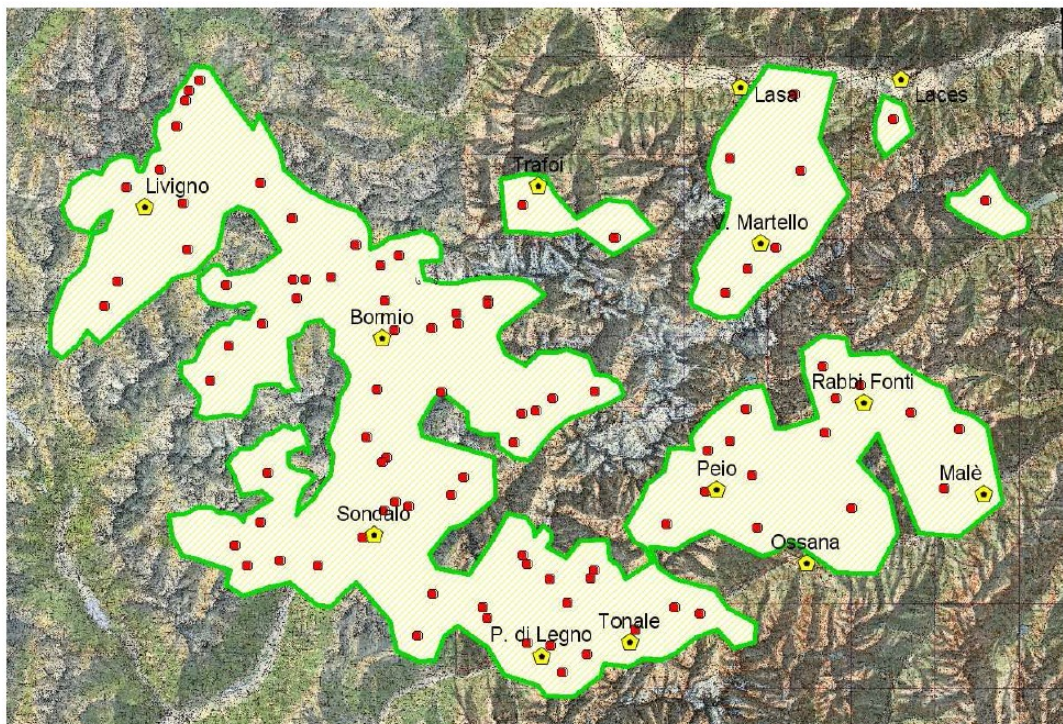 Lasa
Laces
Trafoi
Livigno
V. Martello
Bormio
Rabbi Fonti
Peio
Malè
Sondalo
Ossana
Tonale
P. di Legno